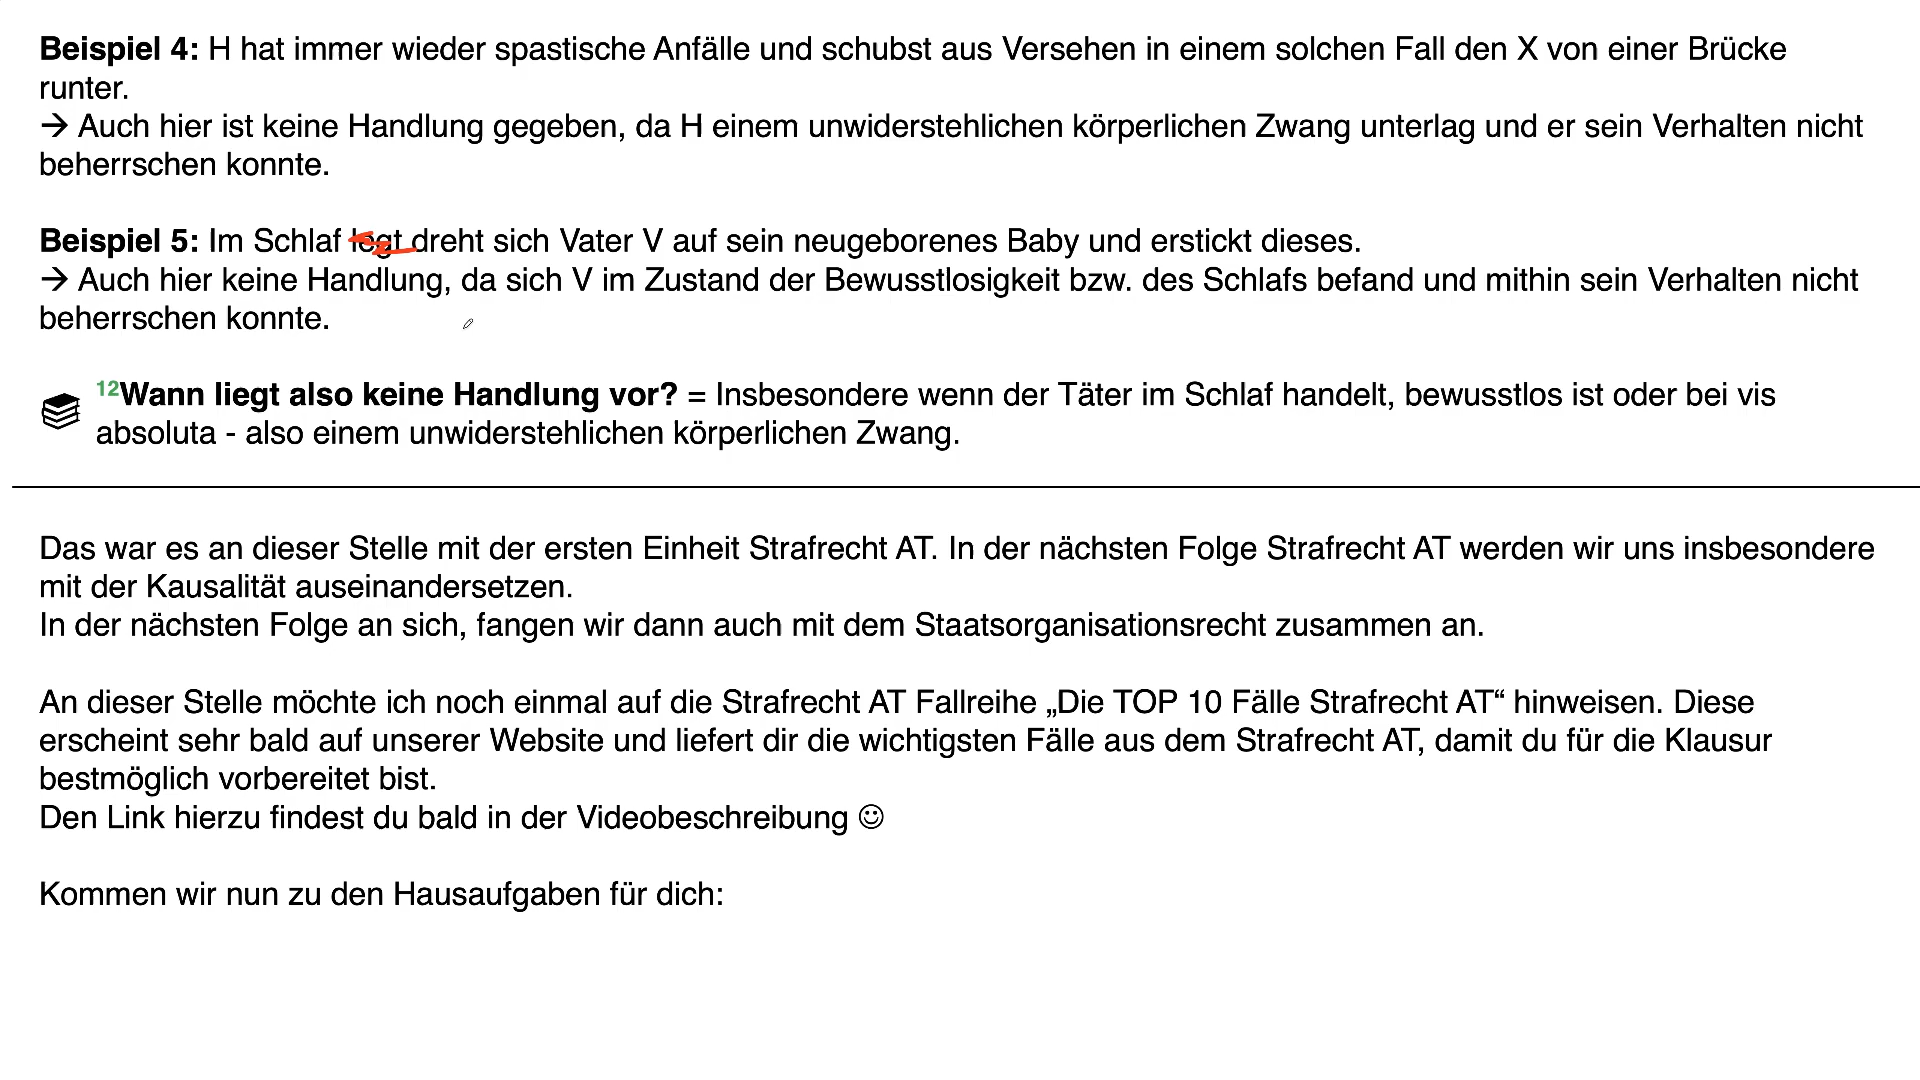 Beispiel 4: H hat immer wieder spastische Anfälle und schubst aus Versehen in einem solchen Fall den X von einer Brücke
runter.
→ Auch hier ist keine Handlung gegeben, da H einem unwiderstehlichen körperlichen Zwang unterlag und er sein Verhalten nicht
beherrschen konnte.
Beispiel 5: Im Schlaf legt dreht sich Vater V auf sein neugeborenes Baby und erstickt dieses.
→ Auch hier keine Handlung, da sich V im Zustand der Bewusstlosigkeit bzw. des Schlafs befand und mithin sein Verhalten nicht
beherrschen konnte.
12Wann liegt also keine Handlung vor? = Insbesondere wenn der Täter im Schlaf handelt, bewusstlos ist oder bei vis
absoluta - also einem unwiderstehlichen körperlichen Zwang.
Das war es an dieser Stelle mit der ersten Einheit Strafrecht AT. In der nächsten Folge Strafrecht AT werden wir uns insbesondere
mit der Kausalität auseinandersetzen.
In der nächsten Folge an sich, fangen wir dann auch mit dem Staatsorganisationsrecht zusammen an.
An dieser Stelle möchte ich noch einmal auf die Strafrecht AT Fallreihe „Die TOP 10 Fälle Strafrecht AT“ hinweisen. Diese
erscheint sehr bald auf unserer Website und liefert dir die wichtigsten Fälle aus dem Strafrecht AT, damit du für die Klausur
bestmöglich vorbereitet bist.
Den Link hierzu findest du bald in der Videobeschreibung ☺
Kommen wir nun zu den Hausaufgaben für dich: